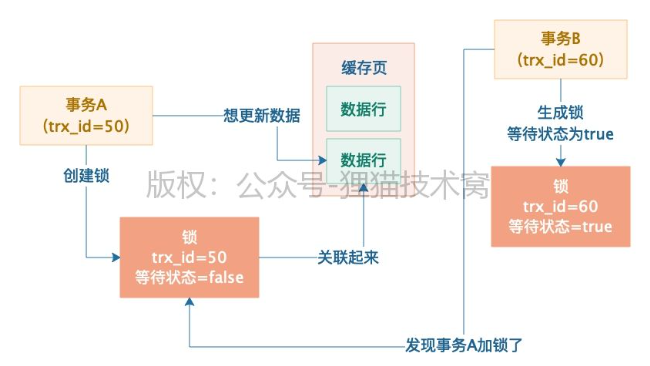 事务B
（trx_id=60）
缓存页
数据行
事务A
（trx_id=50）
想更新数据
生成锁
等待状态为true
数据行
创建锁
版权：公众号-狸猫技术窝
锁
trx_id=60
等待状态=true
锁
trx_id=50
等待状态=false
关联起来
发现事务A加锁了